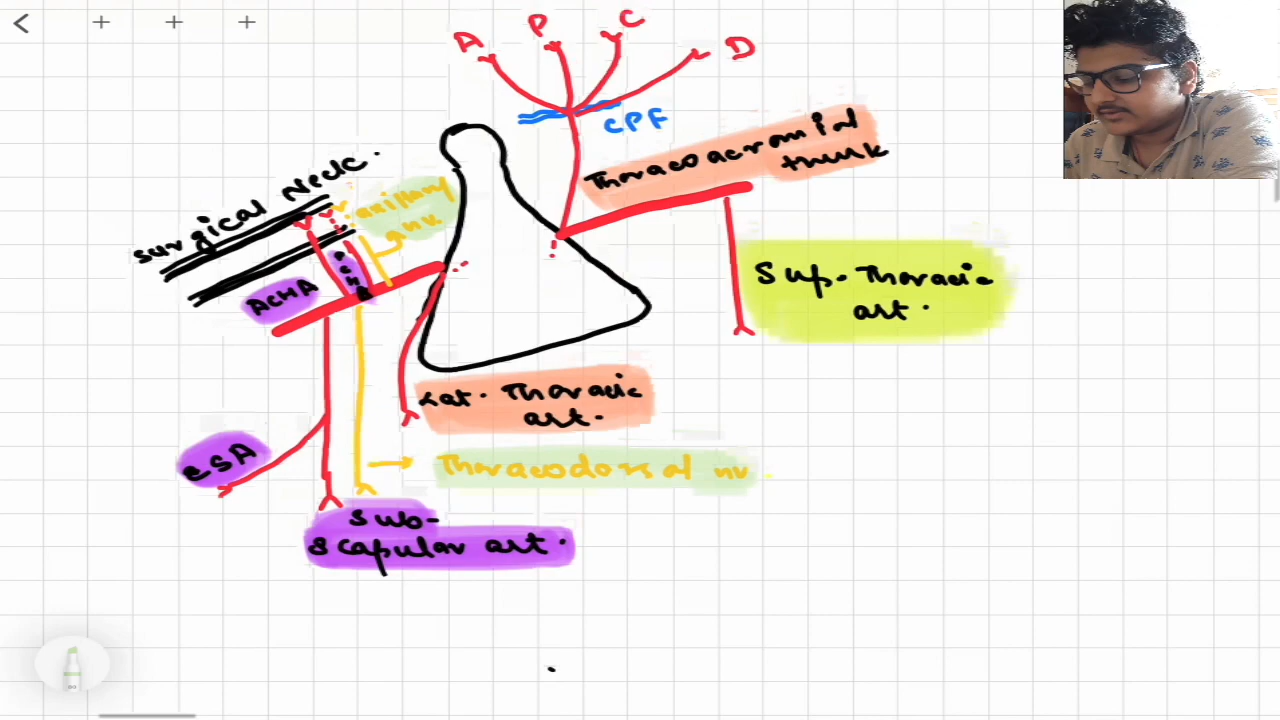 A P C D
CPF
Thoracoacromial
trunk
Surgical Neck.
axillary
nv.
ACHA
PCHA
Sup. Thoracic
art.
Lat. Thoracic
art.
CSA
Thoracodorsal nv.
Sub-
scapular art.